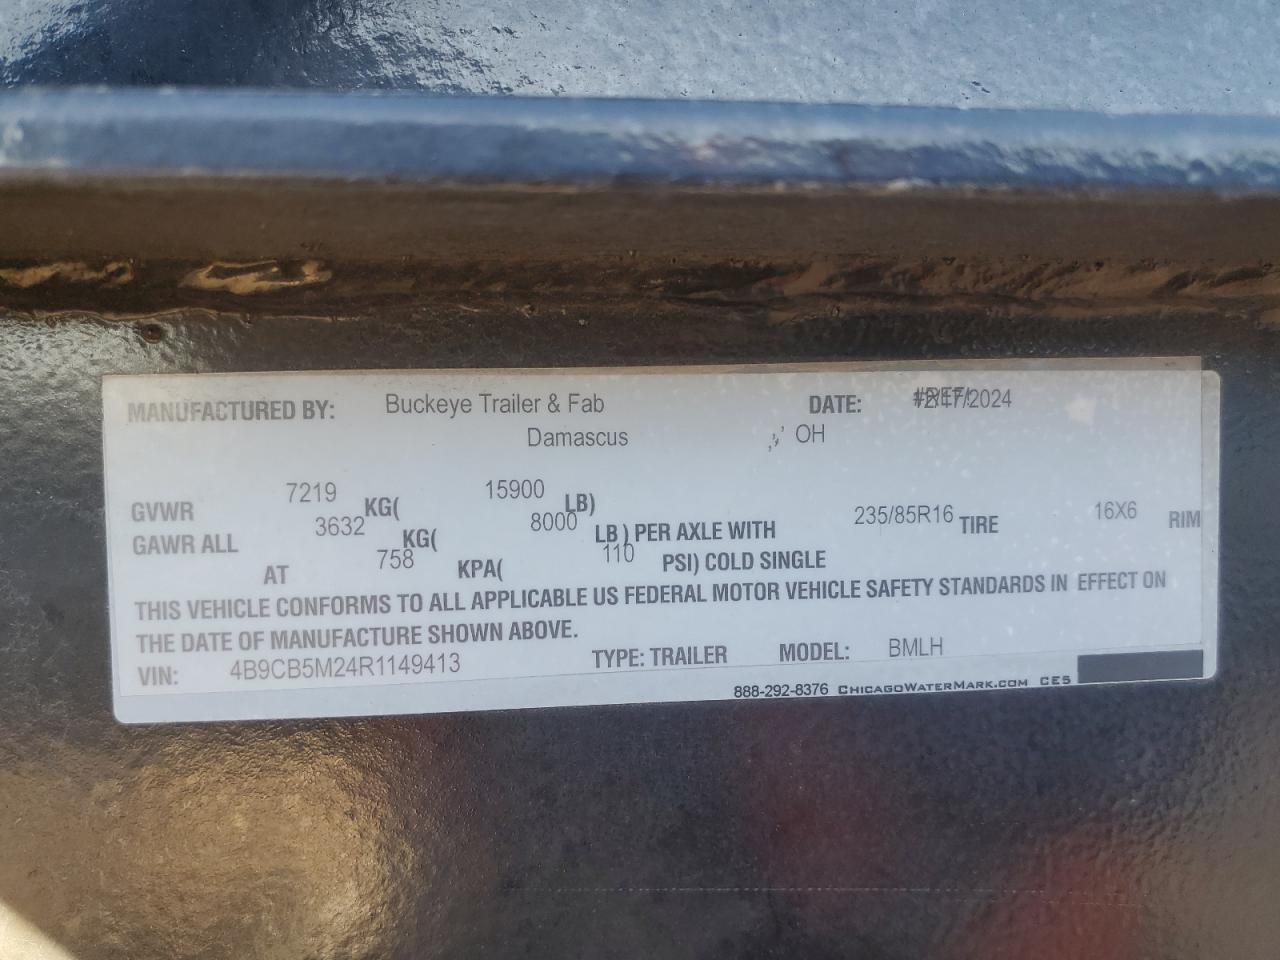 MANUFACTURED BY: Buckeye Trailer & Fab DATE: /2024
Damascus , OH
GVWR 7219 KG( 15900 LB)
GAWR ALL 3632 KG( 8000 LB) PER AXLE WITH 235/85R16 TIRE 16X6 RIM
AT 758 KPA( 110 PSI) COLD SINGLE
THIS VEHICLE CONFORMS TO ALL APPLICABLE US FEDERAL MOTOR VEHICLE SAFETY STANDARDS IN EFFECT ON
THE DATE OF MANUFACTURE SHOWN ABOVE.
VIN: 4B9CB5M24R1149413 TYPE: TRAILER MODEL: BMLH
888-292-8376 CHICAGOWATERMARK.COM CE5